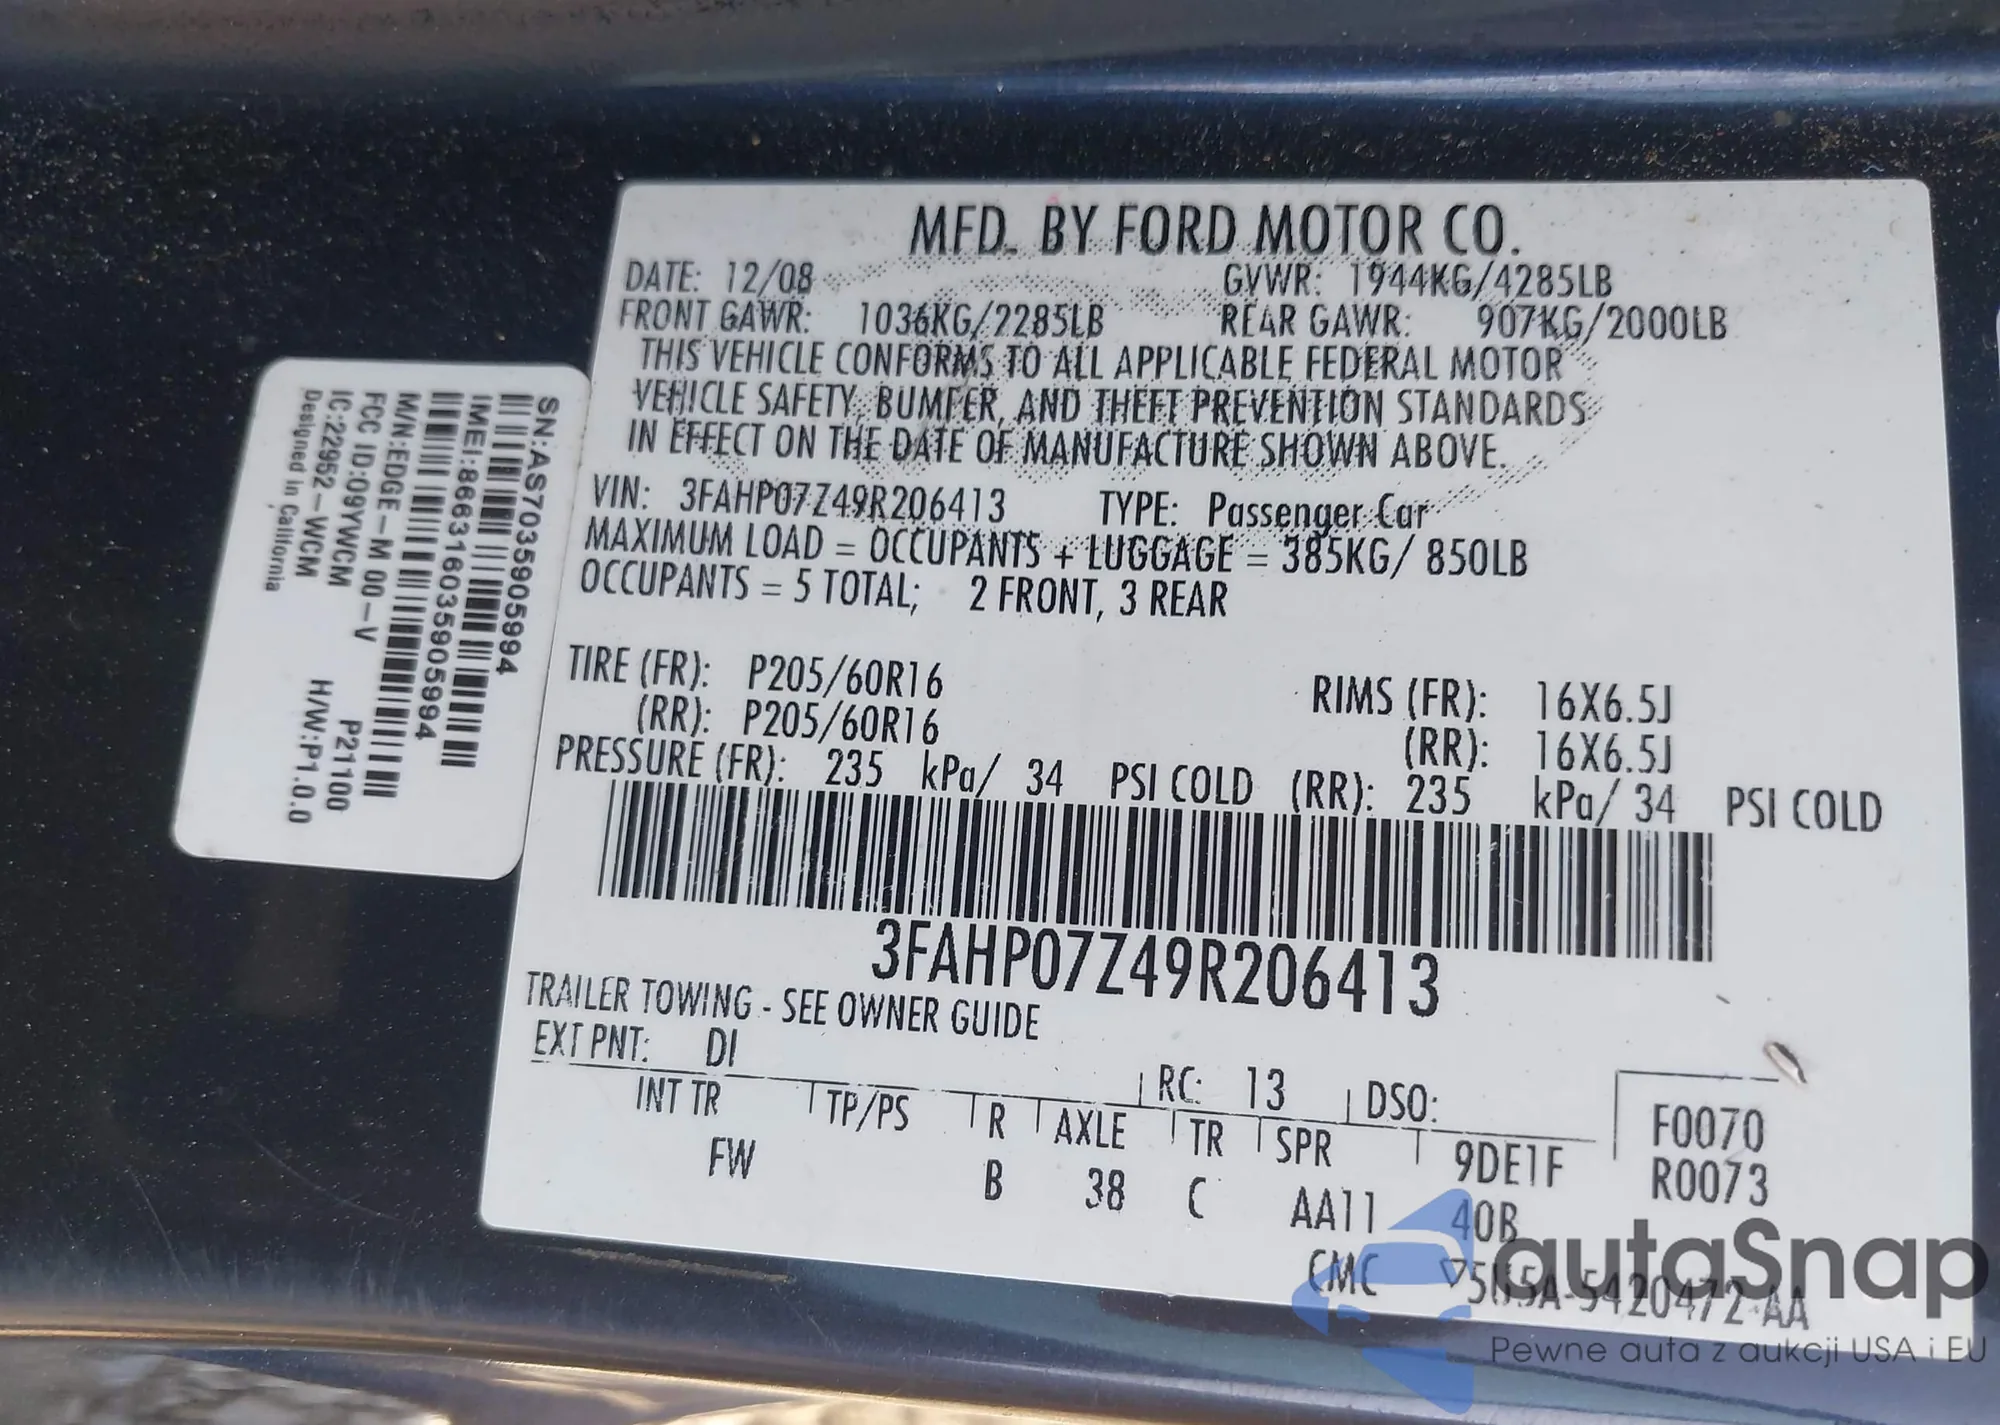 MFD. BY FORD MOTOR CO.
DATE: 12/08 GVWR: 1944KG/4285LB
FRONT GAWR: 1036KG/2285LB REAR GAWR: 907KG/2000LB
THIS VEHICLE CONFORMS TO ALL APPLICABLE FEDERAL MOTOR
VEHICLE SAFETY, BUMPER, AND THEFT PREVENTION STANDARDS
IN EFFECT ON THE DATE OF MANUFACTURE SHOWN ABOVE.
VIN: 3FAHP07Z49R206413 TYPE: Passenger Car
MAXIMUM LOAD = OCCUPANTS + LUGGAGE = 385KG/ 850LB
OCCUPANTS = 5 TOTAL; 2 FRONT, 3 REAR
TIRE (FR): P205/60R16 RIMS (FR): 16X6.5J
(RR): P205/60R16 (RR): 16X6.5J
PRESSURE (FR): 235 kPa/ 34 PSI COLD (RR): 235 kPa/ 34 PSI COLD
3FAHP07Z49R206413
TRAILER TOWING - SEE OWNER GUIDE
EXT PNT: DI RC: 13 DSO:
INT TR TP/PS R AXLE TR SPR 9DE1F F0070
FW B 38 C AA11 40B R0073
CMC 5U5A-5420472-AA
SN:AS7035905994
IMEI:866316035905994
M/N:EDGE-M 00-V
FCC ID:O9YWCM P21100
IC:22952-WCM H/W:P1.0.0
Designed in California
autaSnap
Pewne auta z aukcji USA i EU